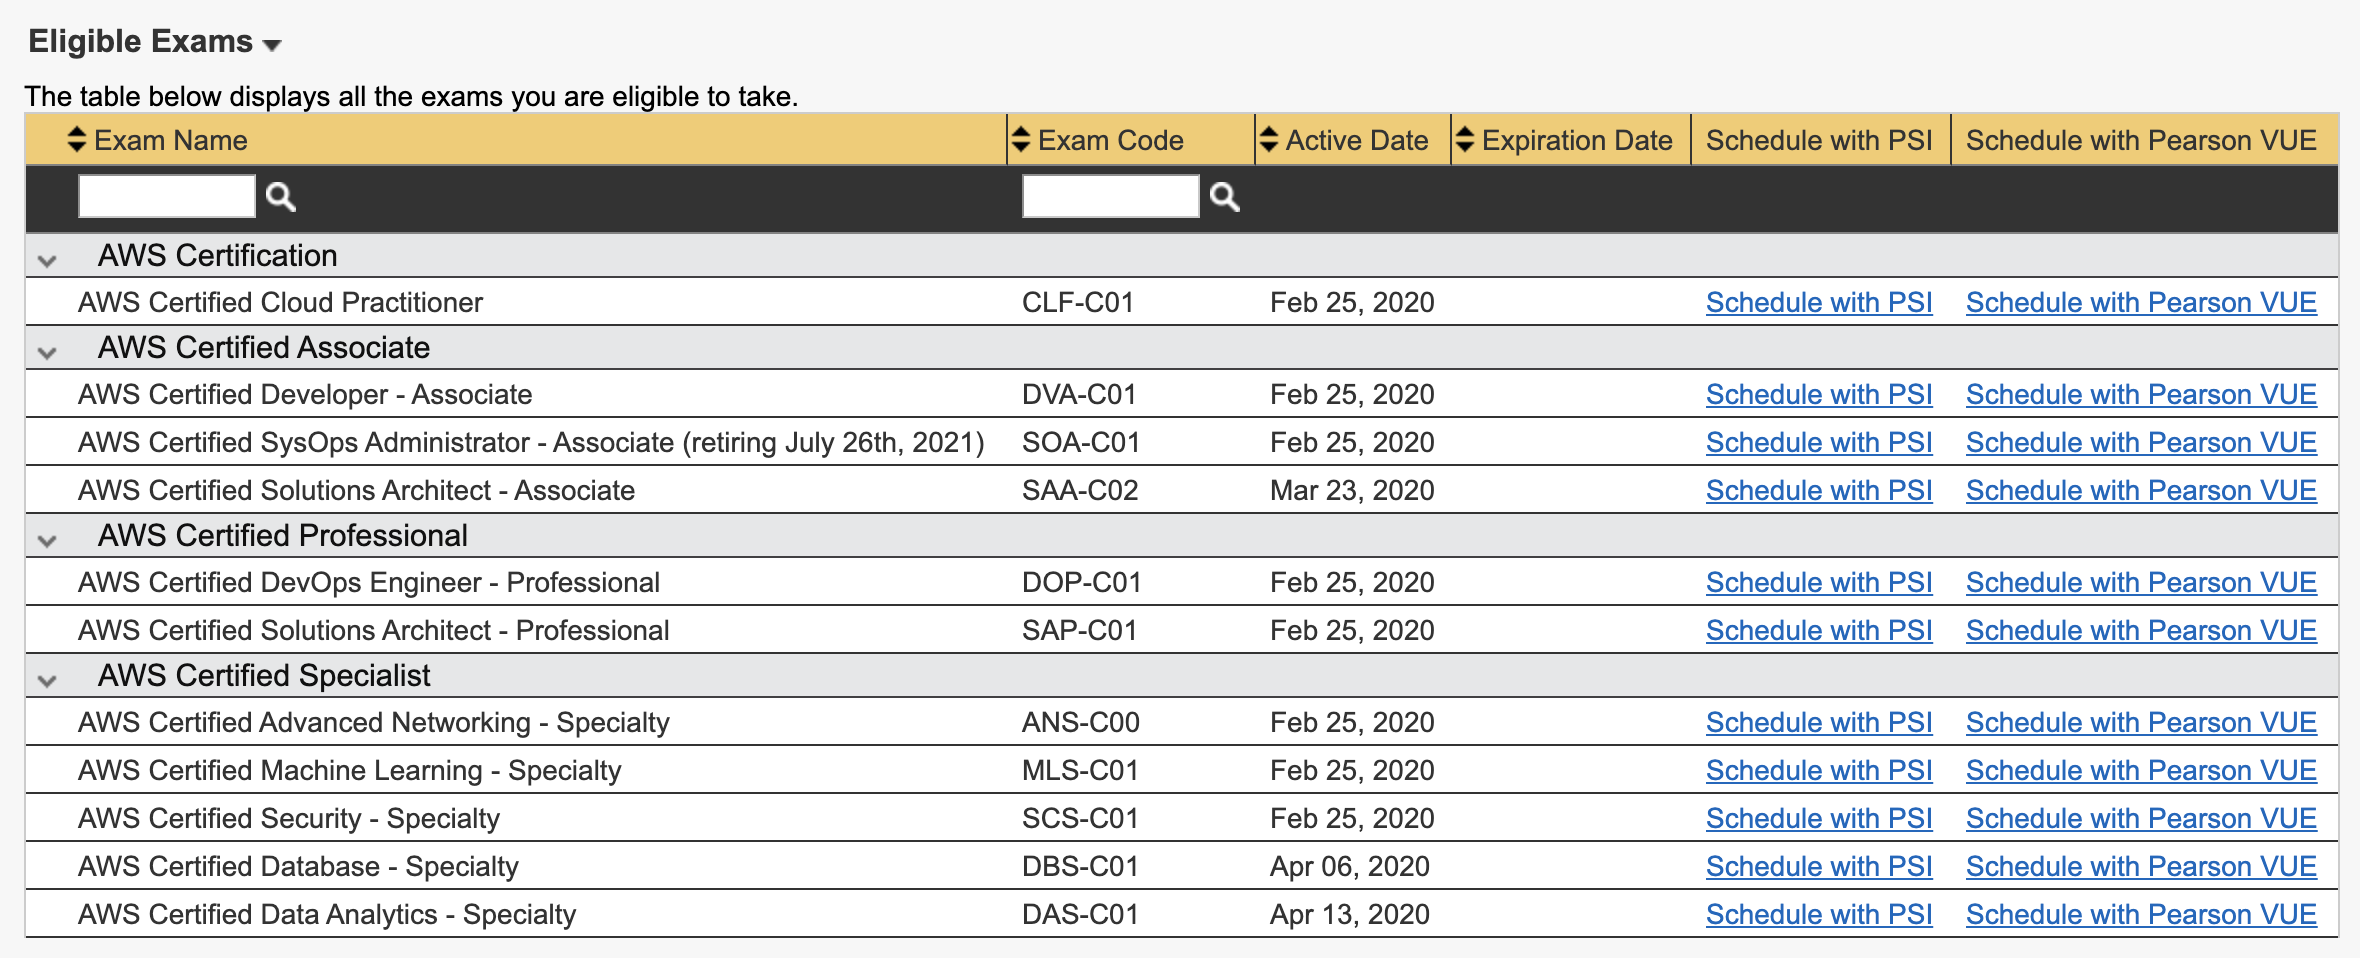 Eligible Exams
The table below displays all the exams you are eligible to take.
Exam Name Exam Code Active Date Expiration Date Schedule with PSI Schedule with Pearson VUE
AWS Certification
AWS Certified Cloud Practitioner CLF-C01 Feb 25, 2020 Schedule with PSI Schedule with Pearson VUE
AWS Certified Associate
AWS Certified Developer - Associate DVA-C01 Feb 25, 2020 Schedule with PSI Schedule with Pearson VUE
AWS Certified SysOps Administrator - Associate (retiring July 26th, 2021) SOA-C01 Feb 25, 2020 Schedule with PSI Schedule with Pearson VUE
AWS Certified Solutions Architect - Associate SAA-C02 Mar 23, 2020 Schedule with PSI Schedule with Pearson VUE
AWS Certified Professional
AWS Certified DevOps Engineer - Professional DOP-C01 Feb 25, 2020 Schedule with PSI Schedule with Pearson VUE
AWS Certified Solutions Architect - Professional SAP-C01 Feb 25, 2020 Schedule with PSI Schedule with Pearson VUE
AWS Certified Specialist
AWS Certified Advanced Networking - Specialty ANS-C00 Feb 25, 2020 Schedule with PSI Schedule with Pearson VUE
AWS Certified Machine Learning - Specialty MLS-C01 Feb 25, 2020 Schedule with PSI Schedule with Pearson VUE
AWS Certified Security - Specialty SCS-C01 Feb 25, 2020 Schedule with PSI Schedule with Pearson VUE
AWS Certified Database - Specialty DBS-C01 Apr 06, 2020 Schedule with PSI Schedule with Pearson VUE
AWS Certified Data Analytics - Specialty DAS-C01 Apr 13, 2020 Schedule with PSI Schedule with Pearson VUE